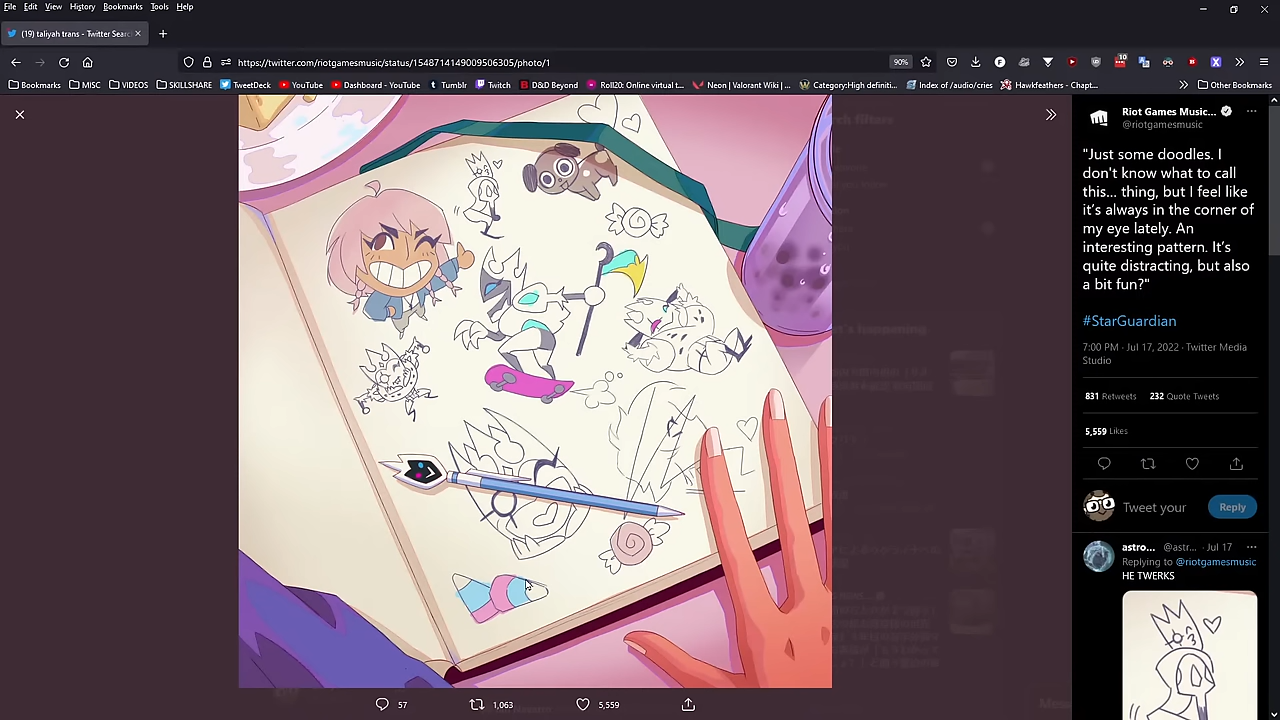 File Edit View History Bookmarks Tools Help
(19) taliyah trans - Twitter Searc
https://twitter.com/riotgamesmusic/status/1548714149009506305/photo/1
90%
10
Bookmarks MISC VIDEOS SKILLSHARE TweetDeck YouTube Dashboard - YouTube Tumblr Twitch D&D Beyond Roll20: Online virtual t... Neon | Valorant Wiki |... Category:High definiti... Index of/audio/cries Hawkfeathers - Chapt... Other Bookmarks
Riot Games Music...
@riotgamesmusic
"Just some doodles. I
don't know what to call
this... thing, but I feel like
it's always in the corner of
my eye lately. An
interesting pattern. It's
quite distracting, but also
a bit fun?"
#StarGuardian
7:00 PM · Jul 17, 2022 · Twitter Media
Studio
831 Retweets 232 Quote Tweets
5,559 Likes
Tweet your
Reply
astro... @astr... · Jul 17
Replying to @riotgamesmusic
HE TWERKS
57 1,063 5,559